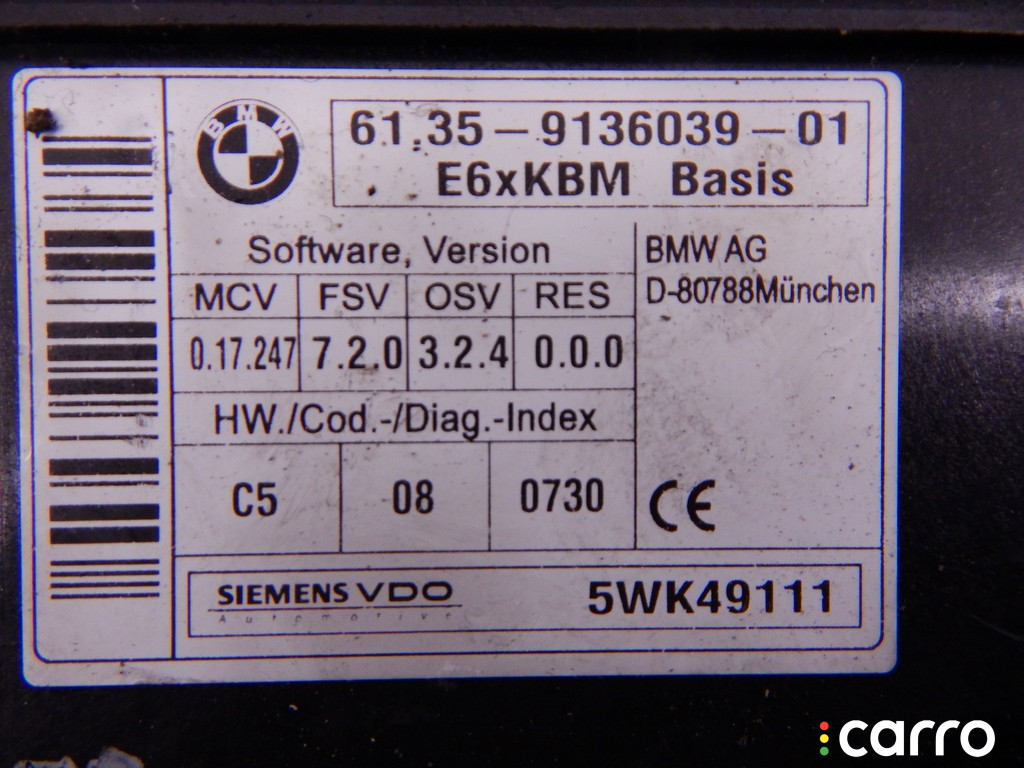 BMW
61.35-9136039-01
E6xKBM Basis
Software, Version
MCV FSV OSV RES
0.17.247 7.2.0 3.2.4 0.0.0
HW./Cod.-/Diag.-Index
C5 08 0730
BMW AG
D-80788München
CE
SIEMENS VDO
Automotive
5WK49111
carro